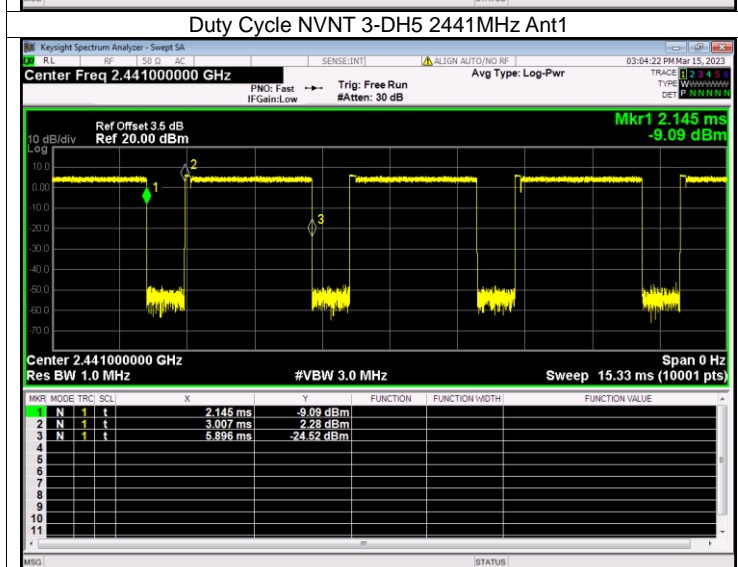 MSG STATUS
Duty Cycle NVNT 3-DH5 2441MHz Ant1
Keysight Spectrum Analyzer - Swept SA
RL RF 50 Ω AC SENSE:INT ALIGN AUTO/NO RF 03:04:22 PM Mar 15, 2023
Center Freq 2.441000000 GHz Avg Type: Log-Pwr TRACE 1 2 3 4 5 6
PNO: Fast Trig: Free Run TYPE WWWWWW
IFGain:Low #Atten: 30 dB DET P N N N N N
Mkr1 2.145 ms
Ref Offset 3.5 dB -9.09 dBm
10 dB/div Ref 20.00 dBm
Log
10.0
0.00
-10.0
-20.0
-30.0
-40.0
-50.0
-60.0
-70.0
1
2
3
Center 2.441000000 GHz Span 0 Hz
Res BW 1.0 MHz #VBW 3.0 MHz Sweep 15.33 ms (10001 pts)
MKR MODE TRC SCL X Y FUNCTION FUNCTION WIDTH FUNCTION VALUE
1 N 1 t 2.145 ms -9.09 dBm
2 N 1 t 3.007 ms 2.28 dBm
3 N 1 t 5.896 ms -24.52 dBm
4
5
6
7
8
9
10
11
MSG STATUS